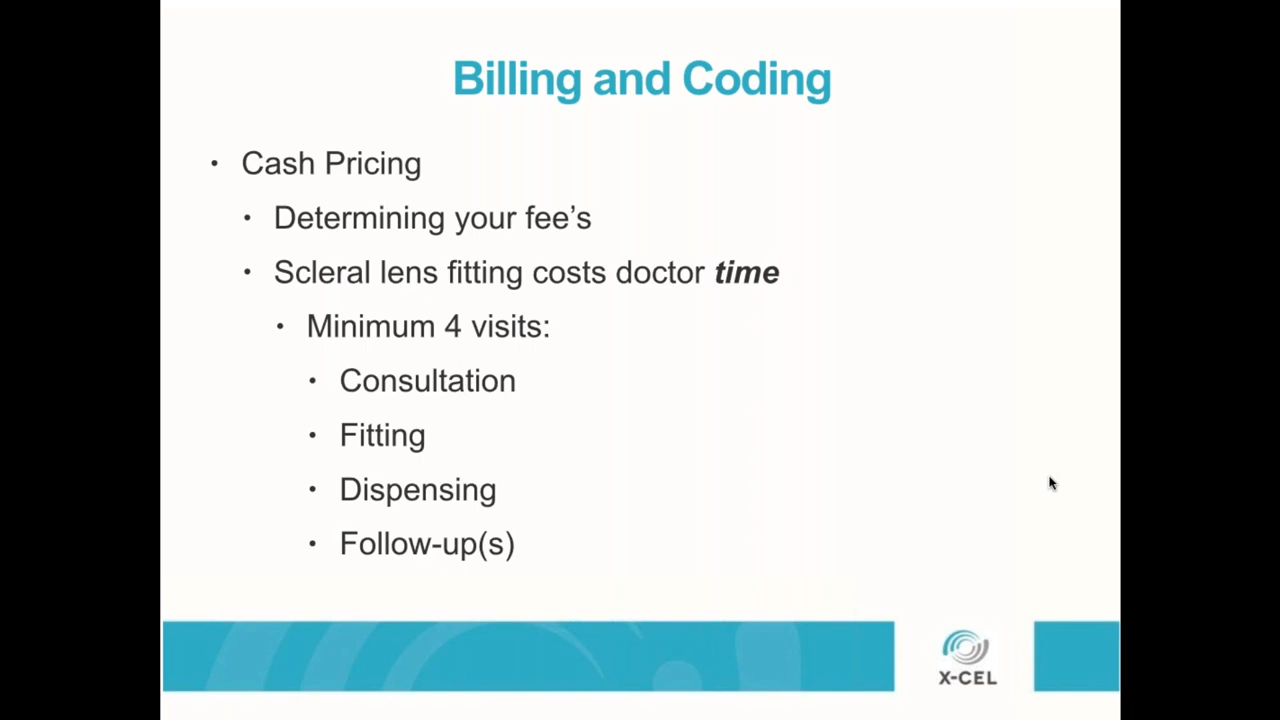 Billing and Coding
• Cash Pricing
• Determining your fee’s
• Scleral lens fitting costs doctor time
• Minimum 4 visits:
• Consultation
• Fitting
• Dispensing
• Follow-up(s)
X-CEL